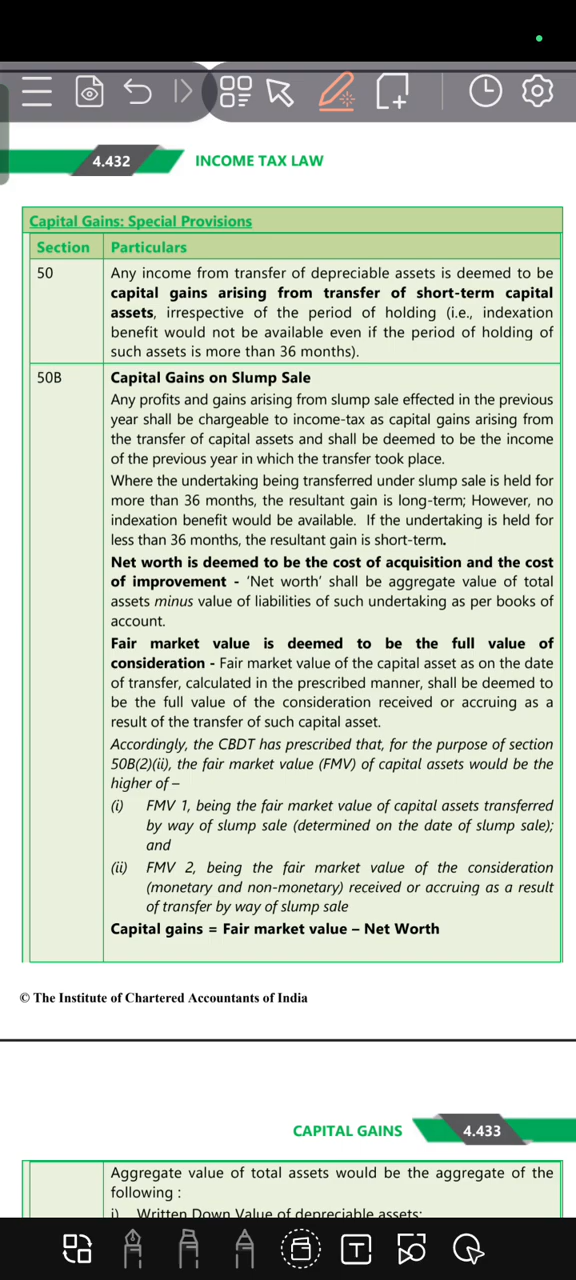 4.432
INCOME TAX LAW
Capital Gains: Special Provisions
Section Particulars
50 Any income from transfer of depreciable assets is deemed to be
capital gains arising from transfer of short-term capital
assets, irrespective of the period of holding (i.e., indexation
benefit would not be available even if the period of holding of
such assets is more than 36 months).
50B Capital Gains on Slump Sale
Any profits and gains arising from slump sale effected in the previous
year shall be chargeable to income-tax as capital gains arising from
the transfer of capital assets and shall be deemed to be the income
of the previous year in which the transfer took place.
Where the undertaking being transferred under slump sale is held for
more than 36 months, the resultant gain is long-term; However, no
indexation benefit would be available. If the undertaking is held for
less than 36 months, the resultant gain is short-term.
Net worth is deemed to be the cost of acquisition and the cost
of improvement - 'Net worth' shall be aggregate value of total
assets minus value of liabilities of such undertaking as per books of
account.
Fair market value is deemed to be the full value of
consideration - Fair market value of the capital asset as on the date
of transfer, calculated in the prescribed manner, shall be deemed to
be the full value of the consideration received or accruing as a
result of the transfer of such capital asset.
Accordingly, the CBDT has prescribed that, for the purpose of section
50B(2)(ii), the fair market value (FMV) of capital assets would be the
higher of –
(i) FMV 1, being the fair market value of capital assets transferred
by way of slump sale (determined on the date of slump sale);
and
(ii) FMV 2, being the fair market value of the consideration
(monetary and non-monetary) received or accruing as a result
of transfer by way of slump sale
Capital gains = Fair market value – Net Worth
© The Institute of Chartered Accountants of India
CAPITAL GAINS
4.433
Aggregate value of total assets would be the aggregate of the
following :
i) Written Down Value of depreciable assets;
T